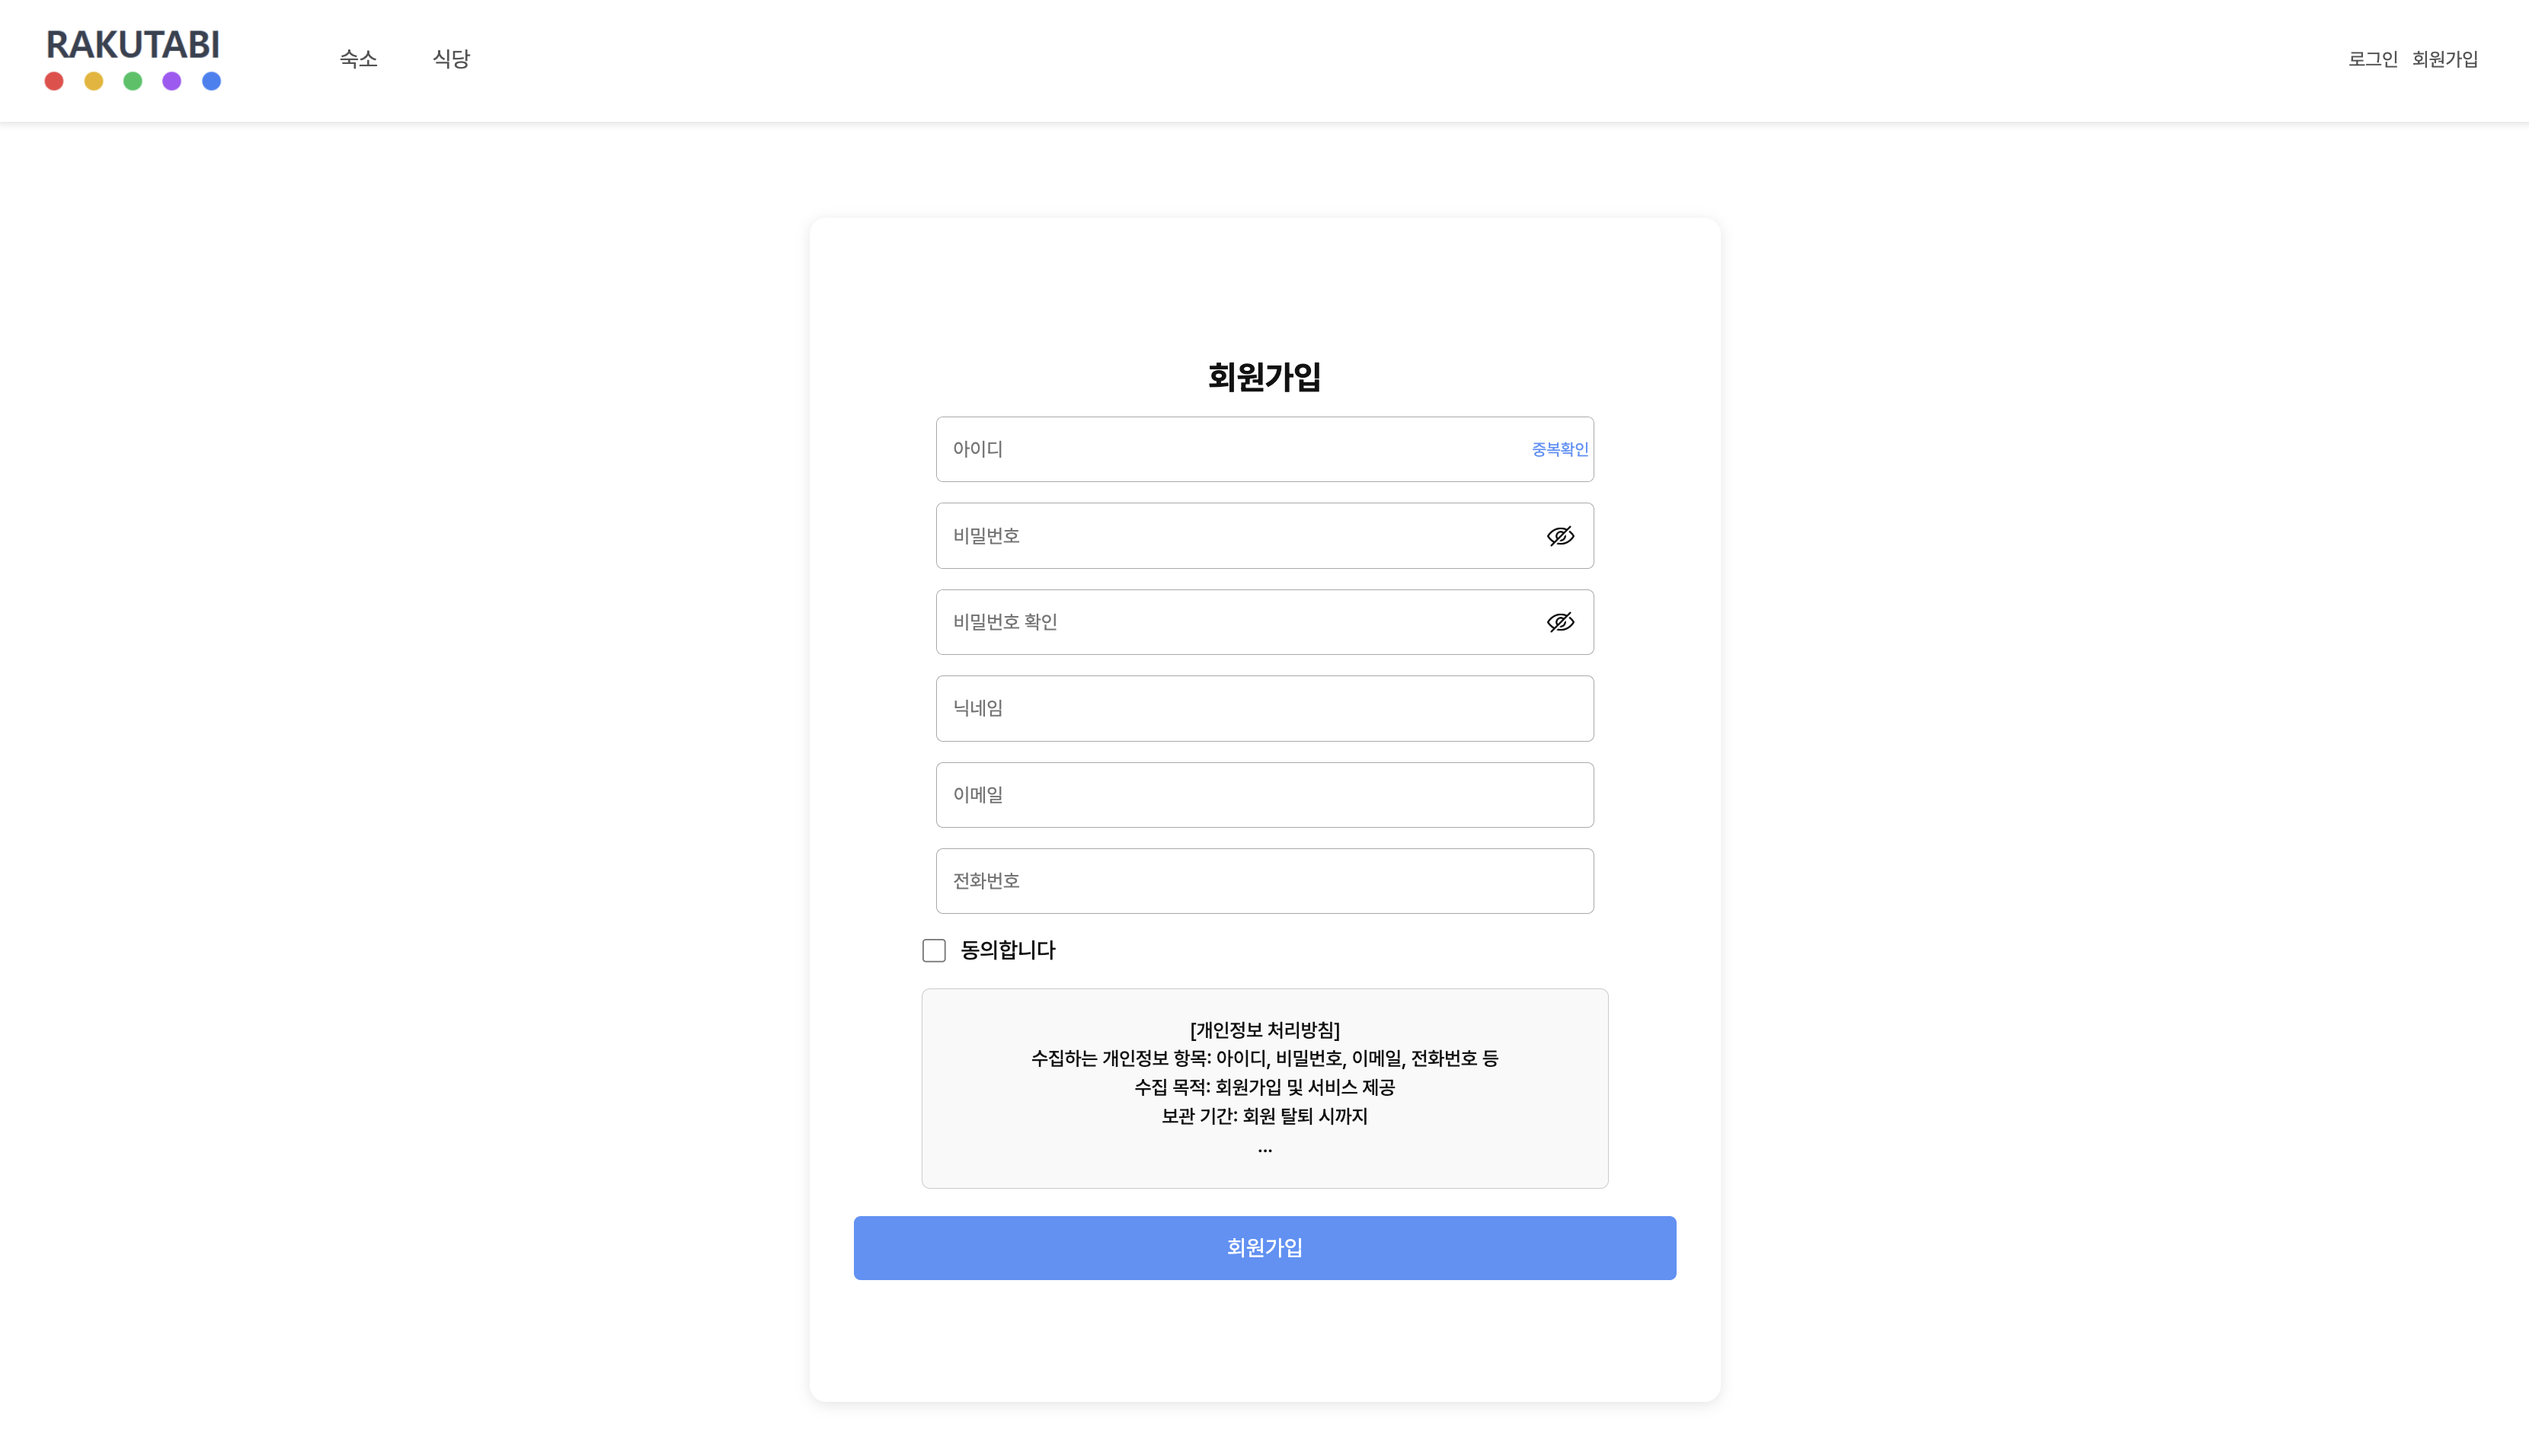 RAKUTABI
숙소
식당
로그인
회원가입
회원가입
아이디
중복확인
비밀번호
비밀번호 확인
닉네임
이메일
전화번호
동의합니다
[개인정보 처리방침]
수집하는 개인정보 항목: 아이디, 비밀번호, 이메일, 전화번호 등
수집 목적: 회원가입 및 서비스 제공
보관 기간: 회원 탈퇴 시까지
...
회원가입